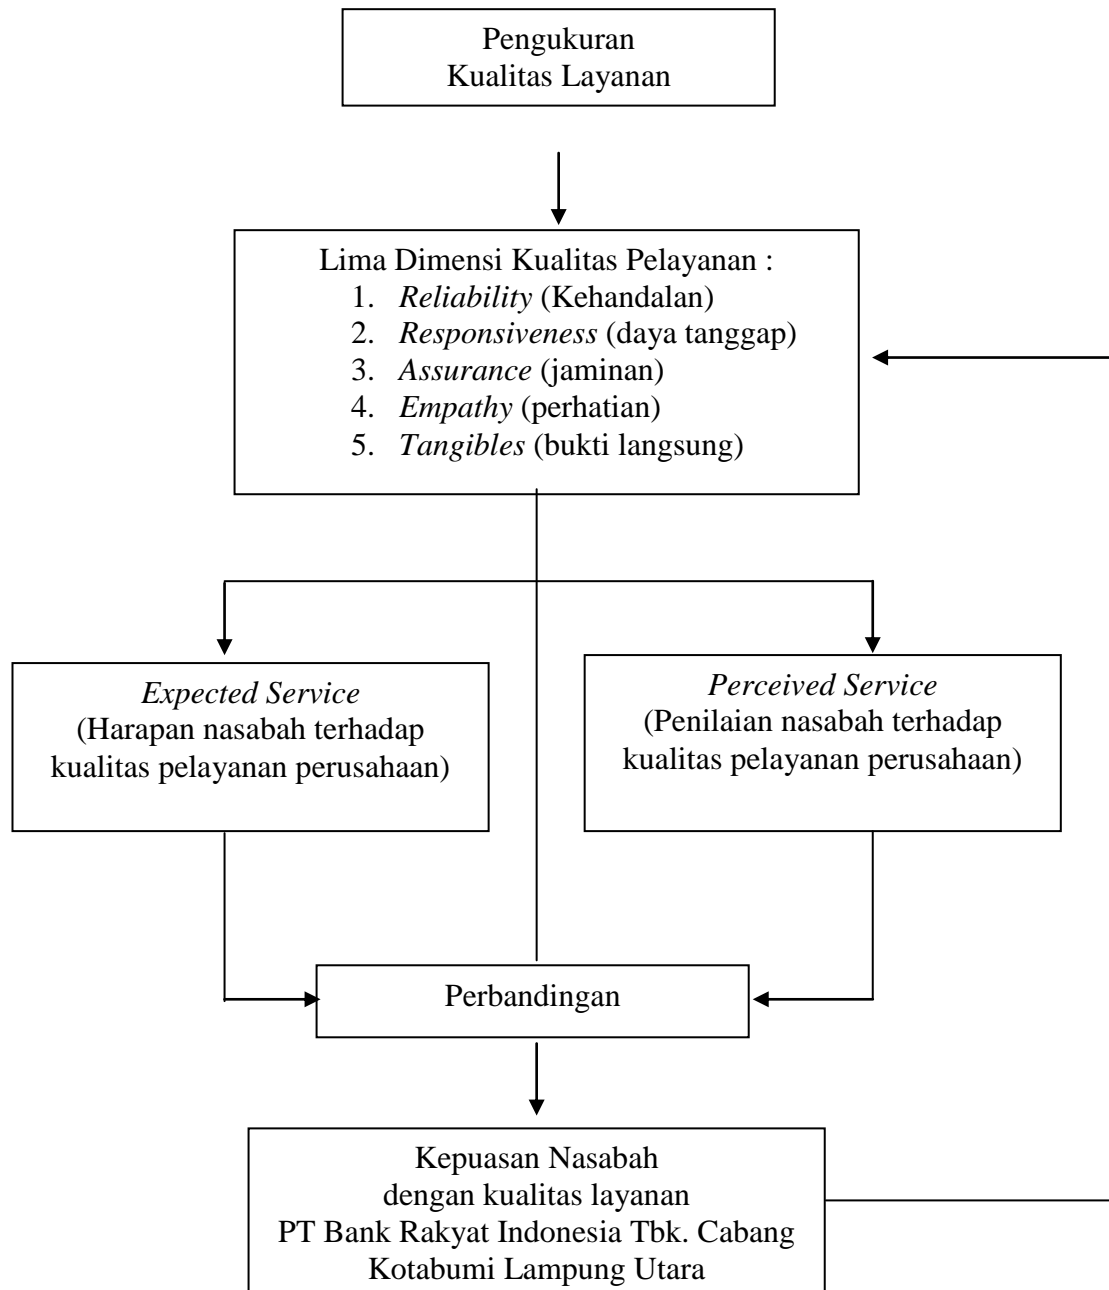 Pengukuran
Kualitas Layanan
Lima Dimensi Kualitas Pelayanan :
1. Reliability (Kehandalan)
2. Responsiveness (daya tanggap)
3. Assurance (jaminan)
4. Empathy (perhatian)
5. Tangibles (bukti langsung)
Expected Service
(Harapan nasabah terhadap
kualitas pelayanan perusahaan)
Perceived Service
(Penilaian nasabah terhadap
kualitas pelayanan perusahaan)
Perbandingan
Kepuasan Nasabah
dengan kualitas layanan
PT Bank Rakyat Indonesia Tbk. Cabang
Kotabumi Lampung Utara